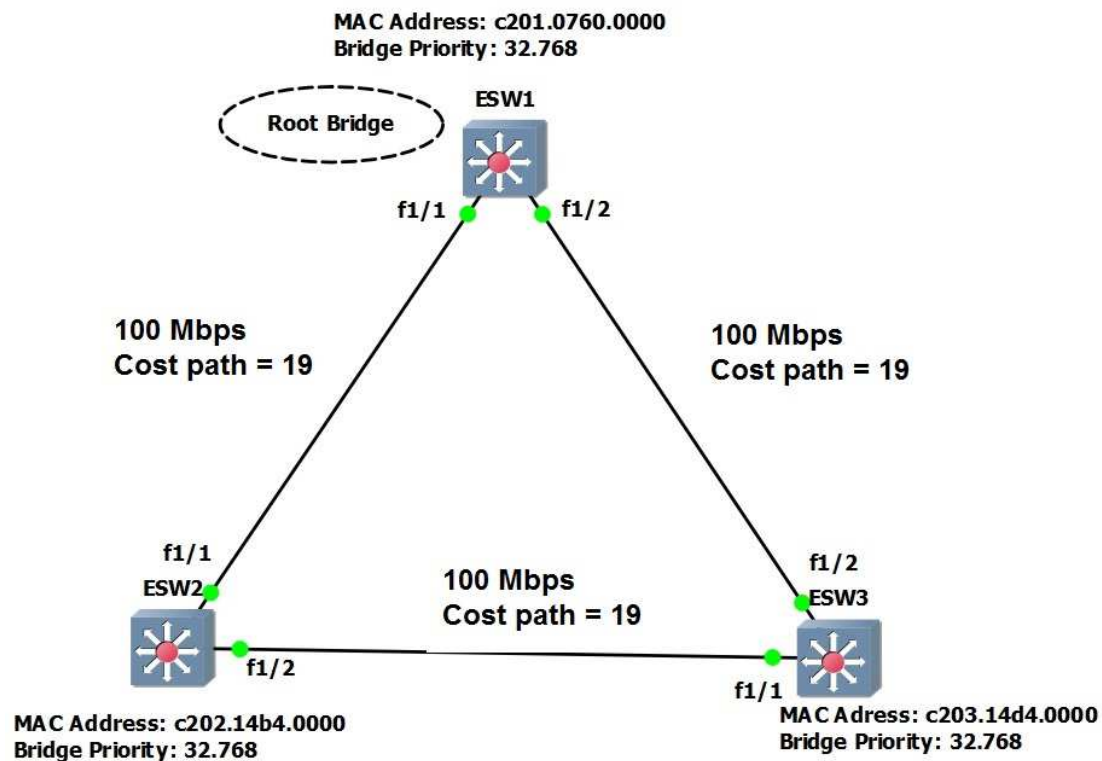 MAC Address: c201.0760.0000
Bridge Priority: 32.768
ESW1
Root Bridge
f1/1
f1/2
100 Mbps
Cost path = 19
100 Mbps
Cost path = 19
f1/1
ESW2
f1/2
100 Mbps
Cost path = 19
f1/2
ESW3
f1/1
MAC Address: c202.14b4.0000
Bridge Priority: 32.768
MAC Adress: c203.14d4.0000
Bridge Priority: 32.768